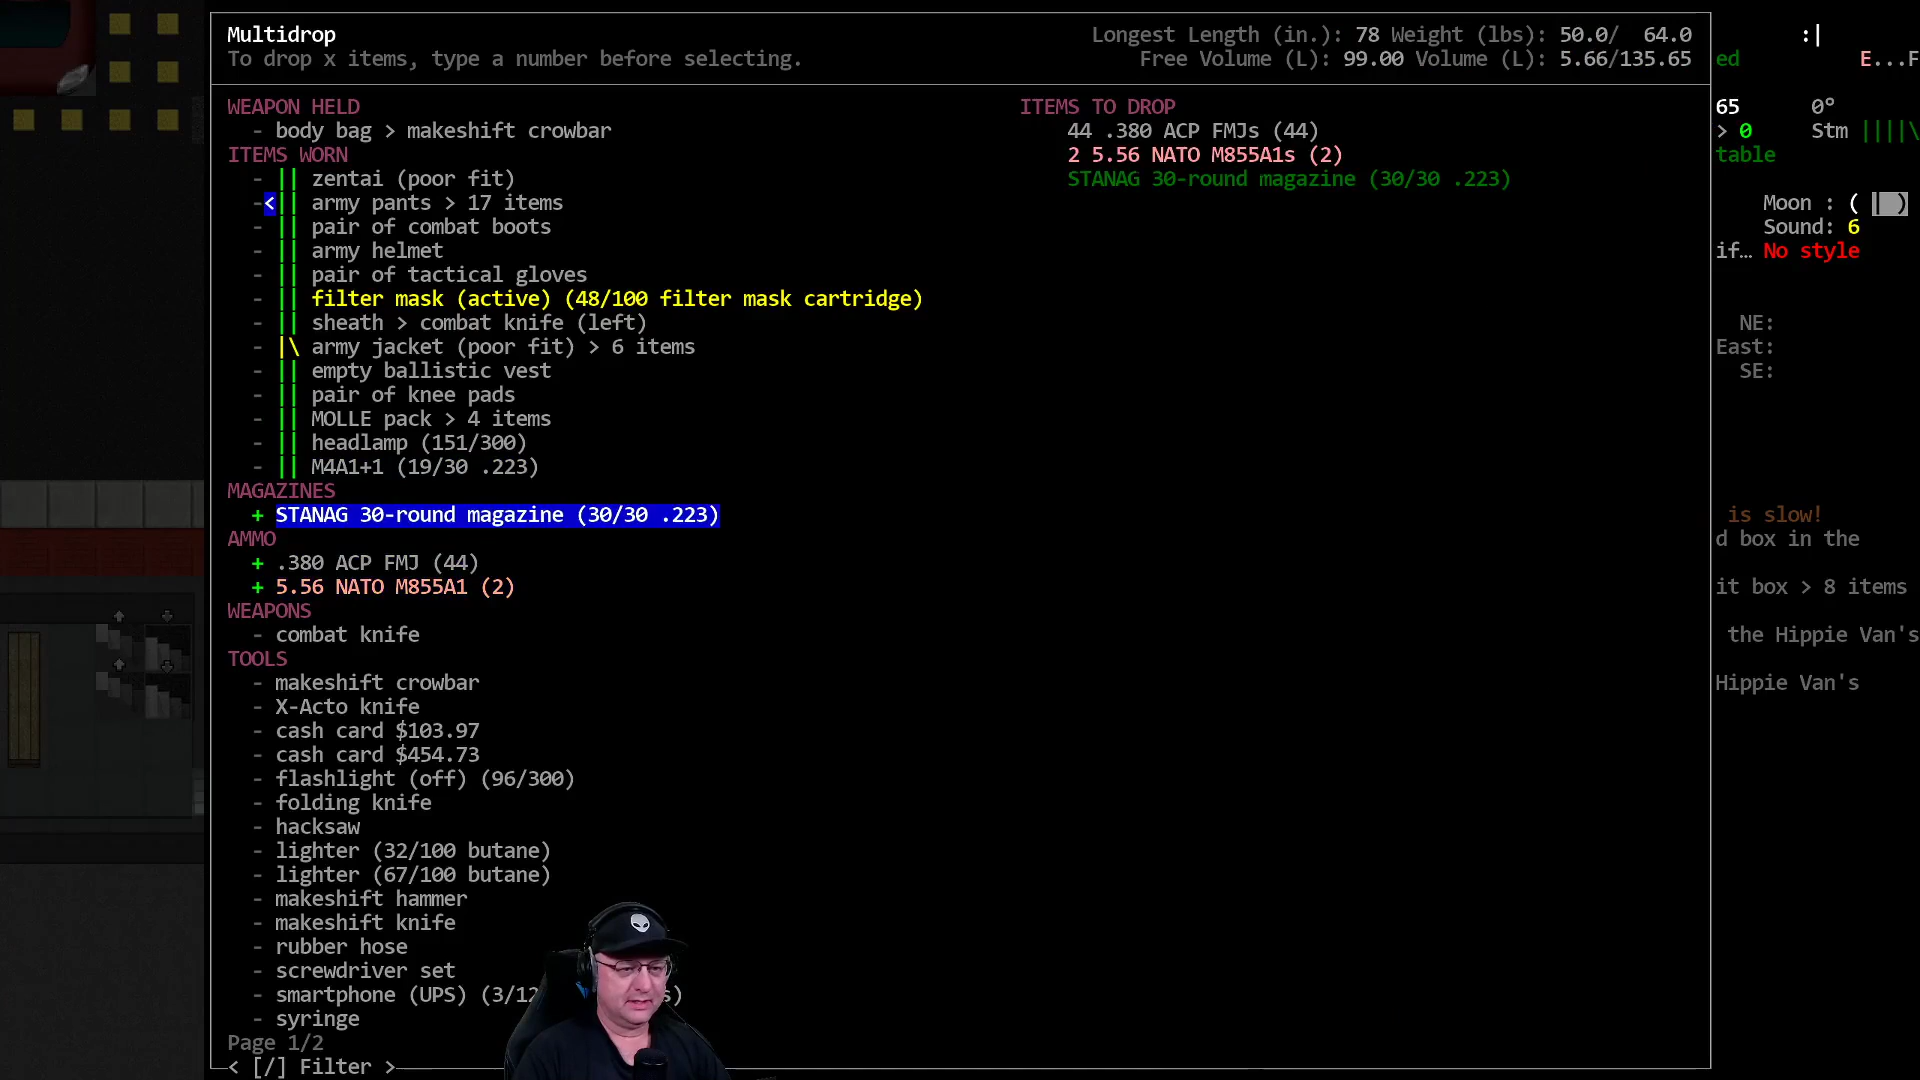 Multidrop
To drop x items, type a number before selecting.
Longest Length (in.): 78 Weight (lbs): 50.0/ 64.0
Free Volume (L): 99.00 Volume (L): 5.66/135.65
WEAPON HELD
- body bag > makeshift crowbar
ITEMS WORN
- || zentai (poor fit)
-<|| army pants > 17 items
- || pair of combat boots
- || army helmet
- || pair of tactical gloves
- || filter mask (active) (48/100 filter mask cartridge)
- || sheath > combat knife (left)
- |\ army jacket (poor fit) > 6 items
- || empty ballistic vest
- || pair of knee pads
- || MOLLE pack > 4 items
- || headlamp (151/300)
- || M4A1+1 (19/30 .223)
MAGAZINES
+ STANAG 30-round magazine (30/30 .223)
AMMO
+ .380 ACP FMJ (44)
+ 5.56 NATO M855A1 (2)
WEAPONS
- combat knife
TOOLS
- makeshift crowbar
- X-Acto knife
- cash card $103.97
- cash card $454.73
- flashlight (off) (96/300)
- folding knife
- hacksaw
- lighter (32/100 butane)
- lighter (67/100 butane)
- makeshift hammer
- makeshift knife
- rubber hose
- screwdriver set
- smartphone (UPS) (3/12 s)
- syringe
Page 1/2
< [/] Filter >
ITEMS TO DROP
44 .380 ACP FMJs (44)
2 5.56 NATO M855A1s (2)
STANAG 30-round magazine (30/30 .223)
:|
ed E...F
65 0°
> 0 Stm ||||\
table
Moon : ( | )
Sound: 6
if… No style
NE:
East:
SE:
is slow!
d box in the
it box > 8 items
the Hippie Van's
Hippie Van's